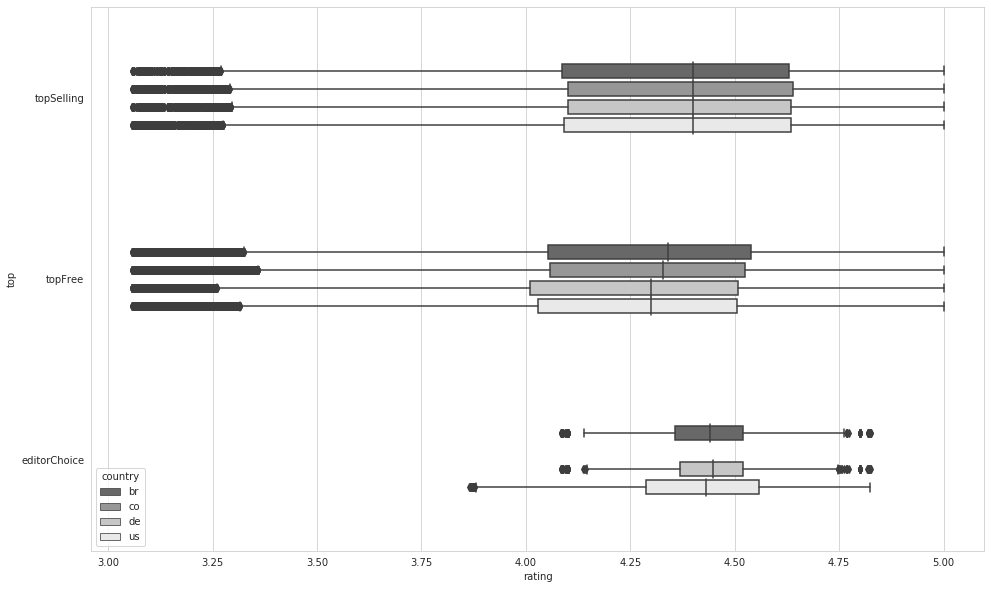 topSelling
topFree
editorChoice
top
country
br
co
de
us
3.00 3.25 3.50 3.75 4.00 4.25 4.50 4.75 5.00
rating